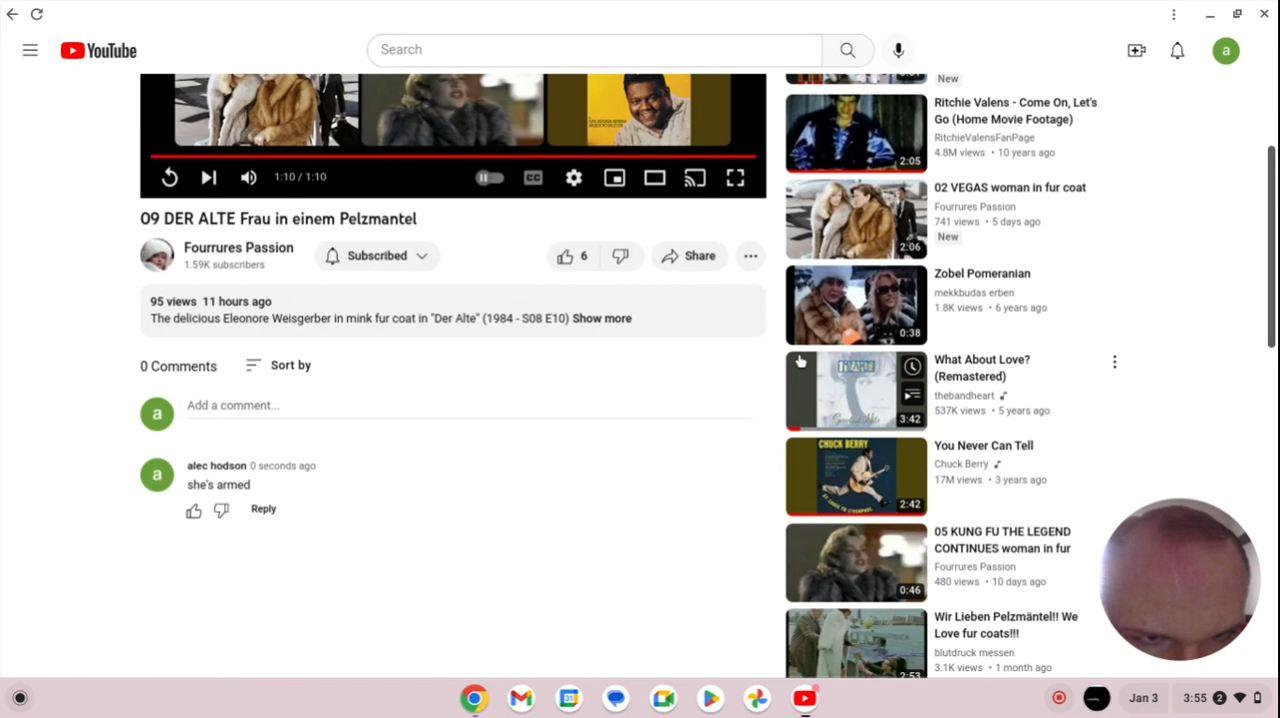 YouTube
Search
a
New
Ritchie Valens - Come On, Let's
Go (Home Movie Footage)
RitchieValensFanPage
4.8M views • 10 years ago
2:05
1:10 / 1:10
CC
02 VEGAS woman in fur coat
Fourrures Passion
741 views • 5 days ago
New
2:06
09 DER ALTE Frau in einem Pelzmantel
Fourrures Passion
1.59K subscribers
Subscribed
6
Share
95 views 11 hours ago
The delicious Eleonore Weisgerber in mink fur coat in "Der Alte" (1984 - S08 E10) Show more
Zobel Pomeranian
mekkbudas erben
1.8K views • 6 years ago
0:38
0 Comments
Sort by
a
Add a comment...
What About Love?
(Remastered)
thebandheart
537K views • 5 years ago
Greatest Hits
3:42
a
alec hodson 0 seconds ago
she's armed
Reply
CHUCK BERRY
You Never Can Tell
Chuck Berry
17M views • 3 years ago
2:42
05 KUNG FU THE LEGEND
CONTINUES woman in fur
Fourrures Passion
480 views • 10 days ago
0:46
Wir Lieben Pelzmäntel!! We
Love fur coats!!!
blutdruck messen
3.1K views • 1 month ago
2:53
Jan 3
3:55
2